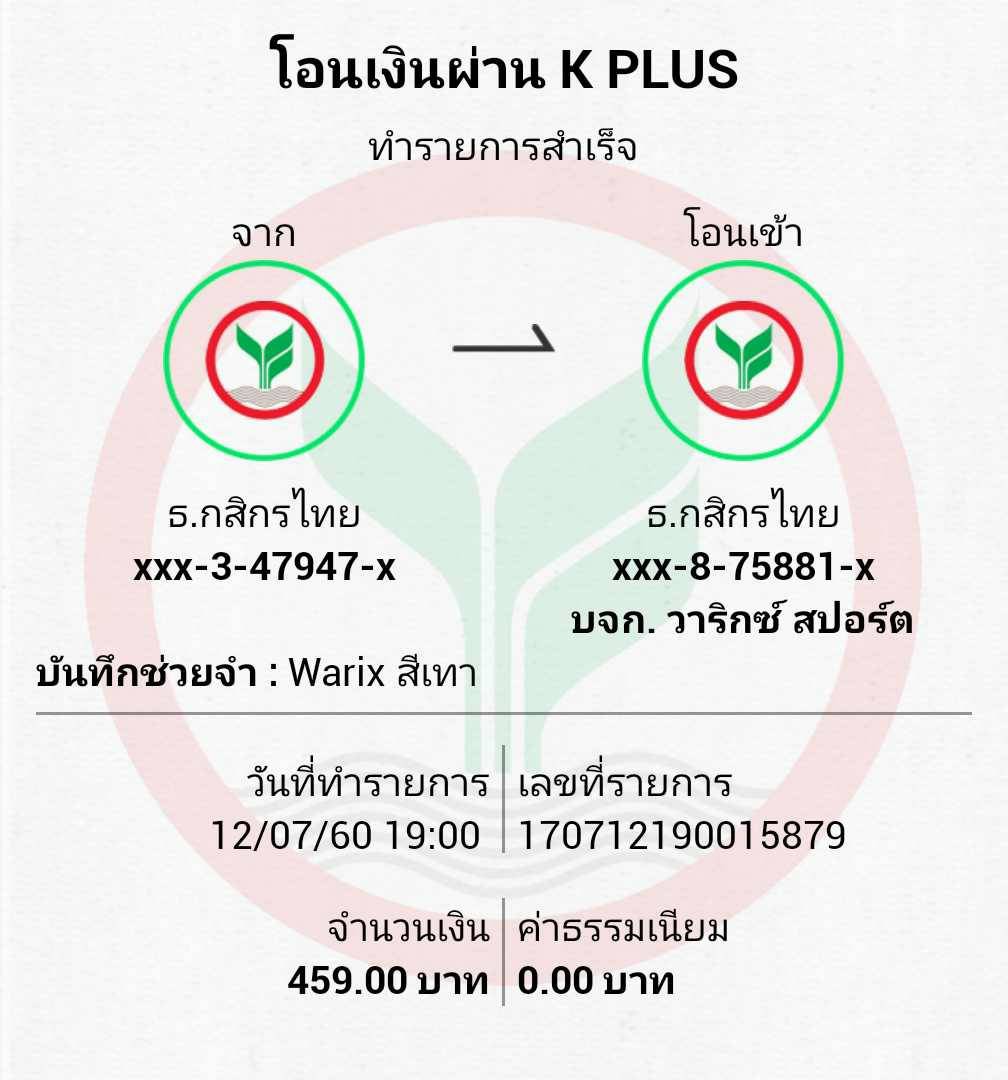 โอนเงินผ่าน K PLUS
ทำรายการสำเร็จ
จาก
โอนเข้า
ธ.กสิกรไทย
xxx-3-47947-x
ธ.กสิกรไทย
xxx-8-75881-x
บจก. วาริกซ์ สปอร์ต
บันทึกช่วยจำ : Warix สีเทา
วันที่ทำรายการ
12/07/60 19:00
เลขที่รายการ
170712190015879
จำนวนเงิน
459.00 บาท
ค่าธรรมเนียม
0.00 บาท